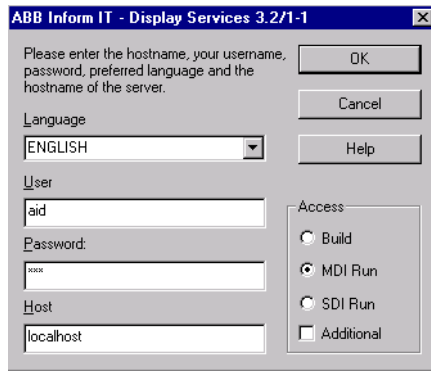 ABB Inform IT - Display Services 3.2/1-1
Please enter the hostname, your username,
password, preferred language and the
hostname of the server.
OK
Cancel
Help
Language
ENGLISH
User
aid
Password:
***
Host
localhost
Access
Build
MDI Run
SDI Run
Additional